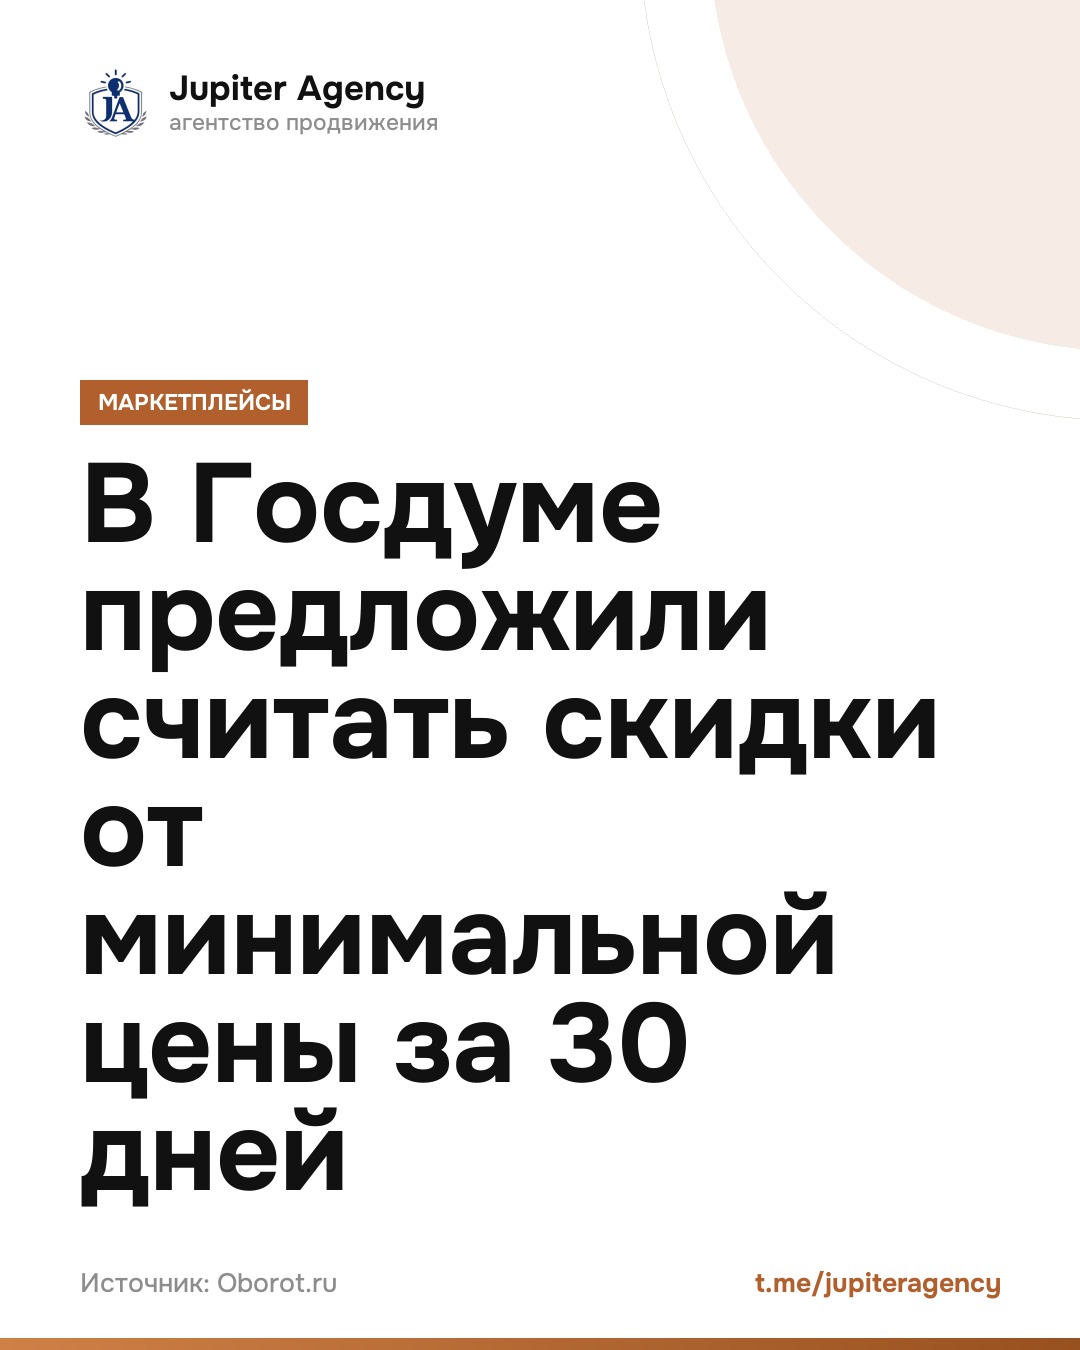 JA
Jupiter Agency
агентство продвижения
МАРКЕТПЛЕЙСЫ
В Госдуме
предложили
считать скидки
от
минимальной
цены за 30
дней
Источник: Oborot.ru
t.me/jupiteragency